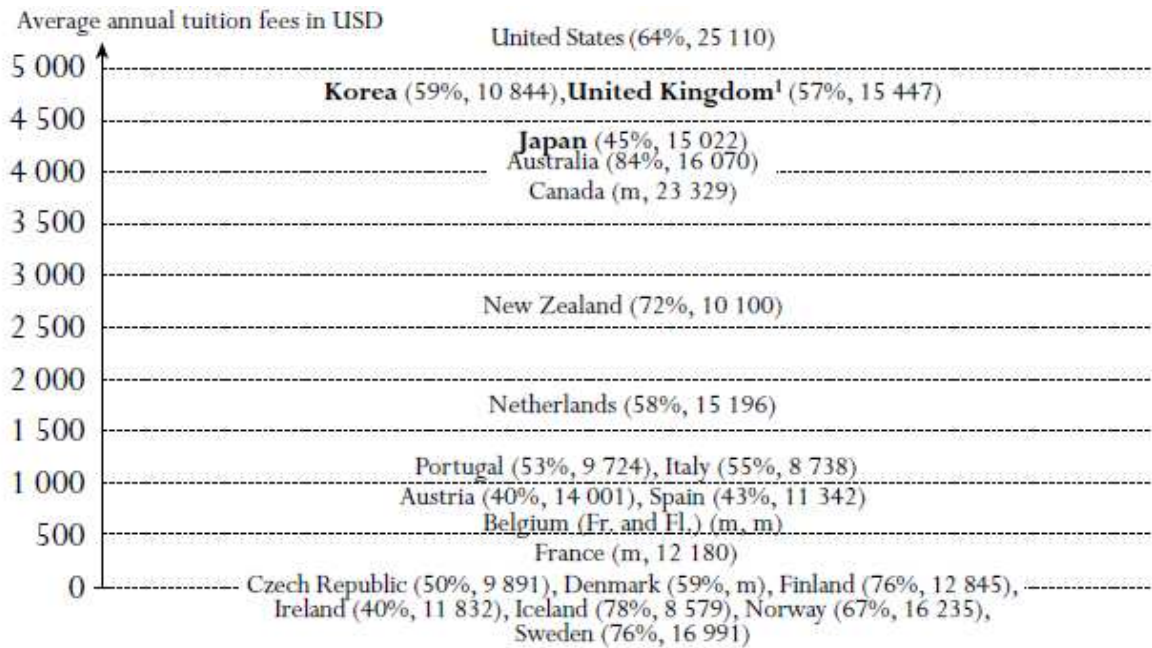 Average annual tuition fees in USD
United States (64%, 25 110)
5 000
Korea (59%, 10 844),United Kingdom¹ (57%, 15 447)
4 500
Japan (45%, 15 022)
Australia (84%, 16 070)
4 000
Canada (m, 23 329)
3 500
3 000
New Zealand (72%, 10 100)
2 500
2 000
Netherlands (58%, 15 196)
1 500
Portugal (53%, 9 724), Italy (55%, 8 738)
1 000
Austria (40%, 14 001), Spain (43%, 11 342)
Belgium (Fr. and Fl.) (m, m)
500
France (m, 12 180)
0
Czech Republic (50%, 9 891), Denmark (59%, m), Finland (76%, 12 845),
Ireland (40%, 11 832), Iceland (78%, 8 579), Norway (67%, 16 235),
Sweden (76%, 16 991)